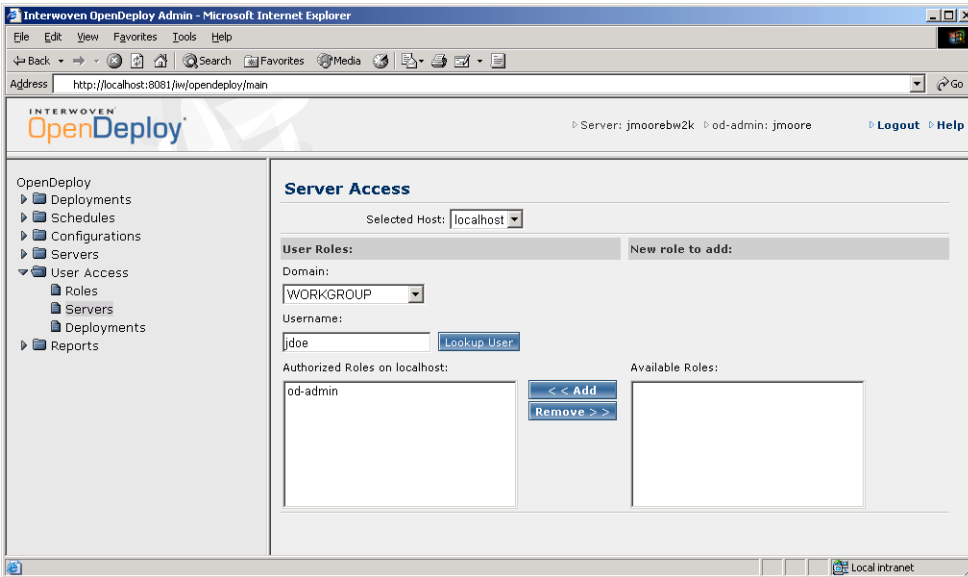 Interwoven OpenDeploy Admin - Microsoft Internet Explorer
File Edit View Favorites Tools Help
Back Search Favorites Media
Address http://localhost:8081/iw/opendeploy/main Go
INTERWOVEN
OpenDeploy
Server: jmoorebw2k od-admin: jmoore Logout Help
OpenDeploy
Deployments
Schedules
Configurations
Servers
User Access
Roles
Servers
Deployments
Reports
Server Access
Selected Host: localhost
User Roles: New role to add:
Domain:
WORKGROUP
Username:
jdoe Lookup User
Authorized Roles on localhost: Available Roles:
od-admin
<< Add
Remove >>
Local intranet